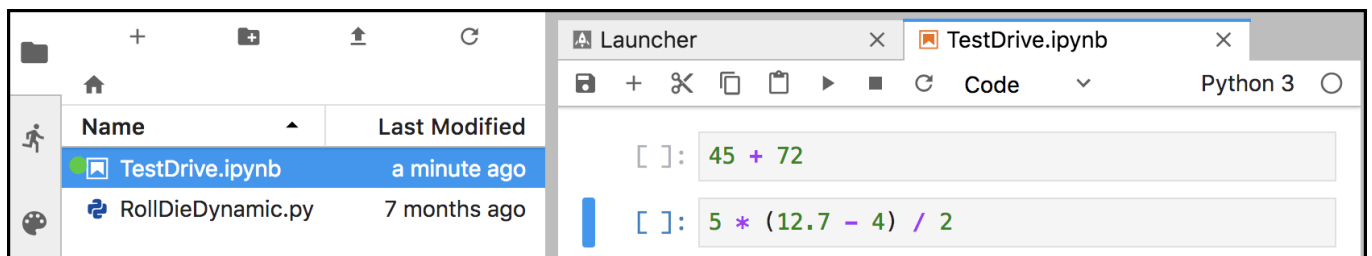 Launcher
TestDrive.ipynb
Code
Python 3
Name Last Modified
TestDrive.ipynb a minute ago
RollDieDynamic.py 7 months ago
[ ]: 45 + 72
[ ]: 5 * (12.7 - 4) / 2